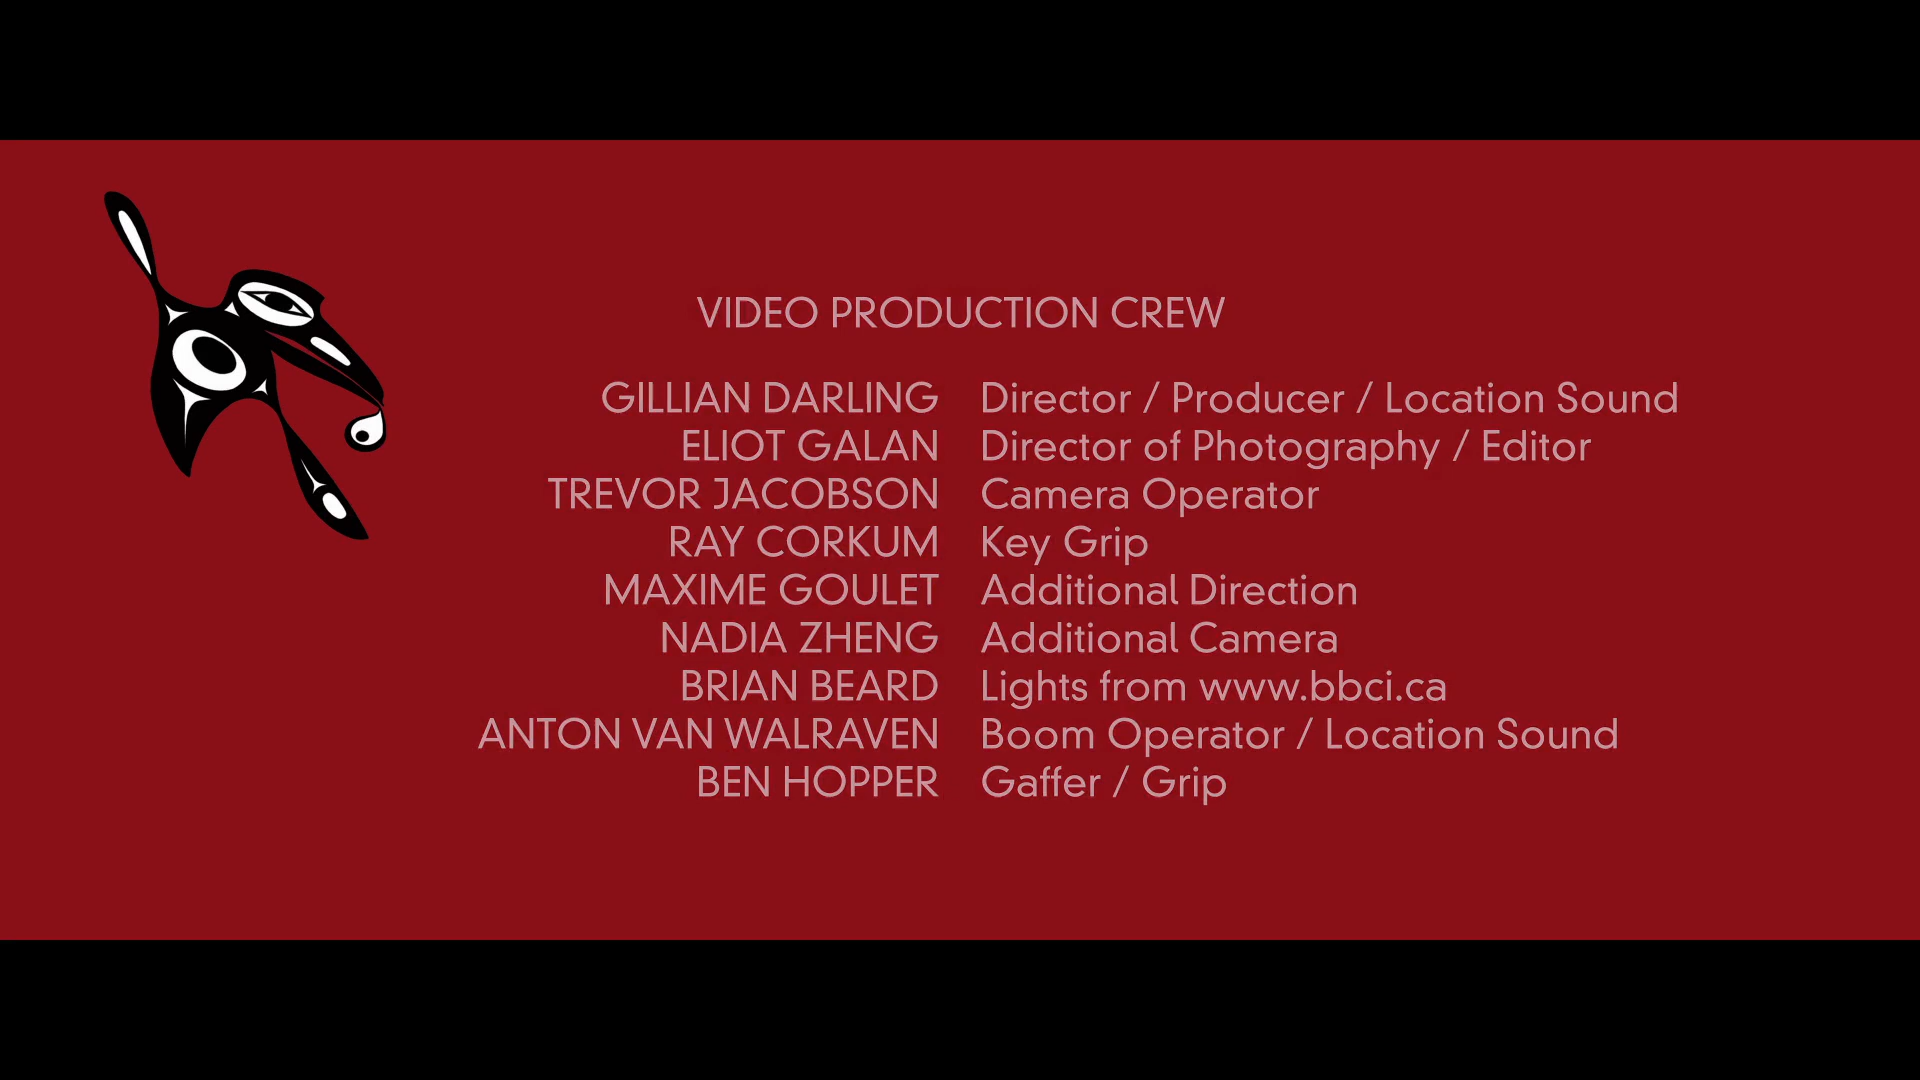 VIDEO PRODUCTION CREW
GILLIAN DARLING Director / Producer / Location Sound
ELIOT GALAN Director of Photography / Editor
TREVOR JACOBSON Camera Operator
RAY CORKUM Key Grip
MAXIME GOULET Additional Direction
NADIA ZHENG Additional Camera
BRIAN BEARD Lights from www.bbci.ca
ANTON VAN WALRAVEN Boom Operator / Location Sound
BEN HOPPER Gaffer / Grip